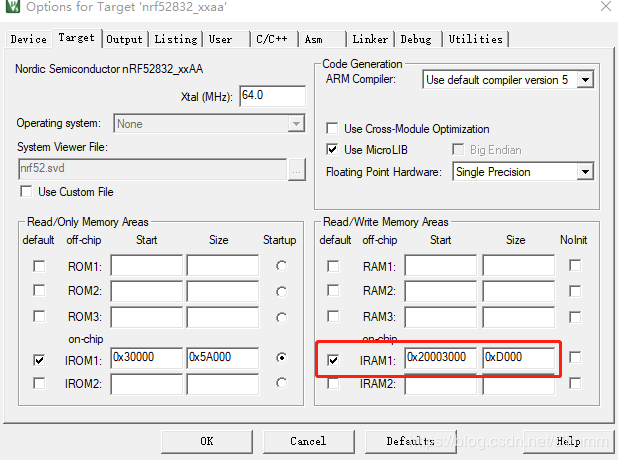 Options for Target 'nrf52832_xxaa'
Device Target Output Listing User C/C++ Asm Linker Debug Utilities
Nordic Semiconductor nRF52832_xxAA
Xtal (MHz): 64.0
Operating system: None
System Viewer File:
nrf52.svd ...
Use Custom File
Code Generation
ARM Compiler: Use default compiler version 5
Use Cross-Module Optimization
Use MicroLIB Big Endian
Floating Point Hardware: Single Precision
Read/Only Memory Areas
default off-chip Start Size Startup
ROM1:
ROM2:
ROM3:
on-chip
IROM1: 0x30000 0x5A000
IROM2:
Read/Write Memory Areas
default off-chip Start Size NoInit
RAM1:
RAM2:
RAM3:
on-chip
IRAM1: 0x20003000 0xD000
IRAM2:
OK Cancel Defaults Help